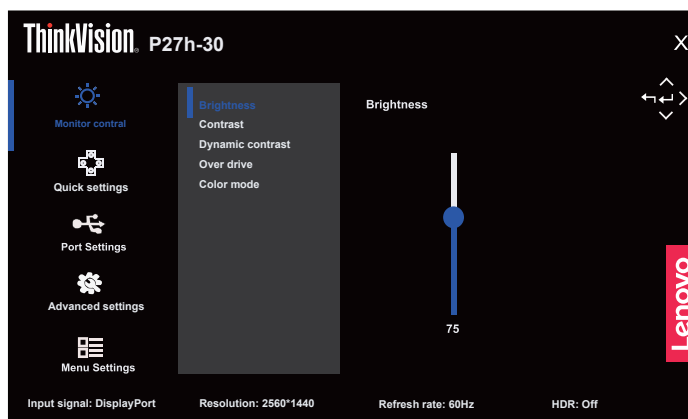 ThinkVision. P27h-30
X
Monitor contral
Quick settings
Port Settings
Advanced settings
Menu Settings
Brightness
Contrast
Dynamic contrast
Over drive
Color mode
Brightness
75
Lenovo
Input signal: DisplayPort
Resolution: 2560*1440
Refresh rate: 60Hz
HDR: Off